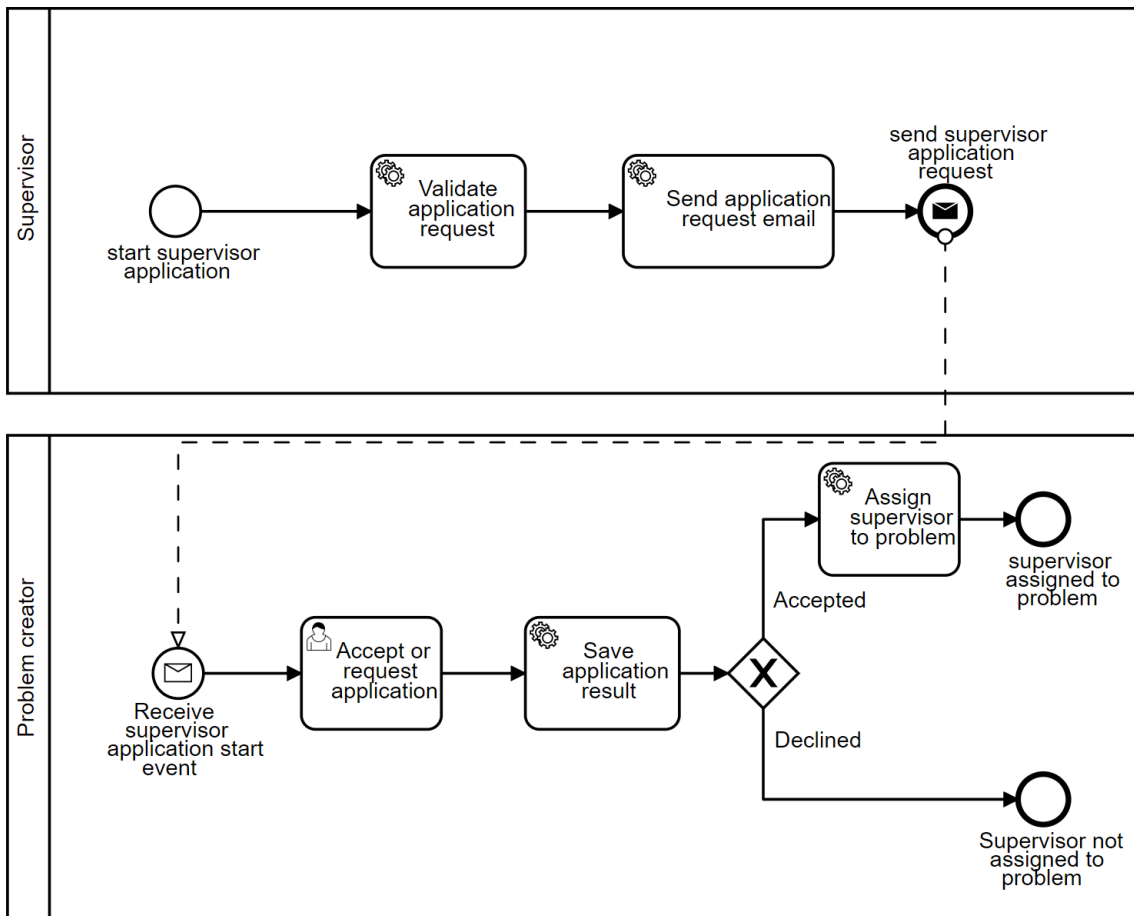 Supervisor
start supervisor
application
Validate
application
request
Send application
request email
send supervisor
application
request
Problem creator
Receive
supervisor
application start
event
Accept or
request
application
Save
application
result
Accepted
Declined
Assign
supervisor
to problem
supervisor
assigned to
problem
Supervisor not
assigned to
problem